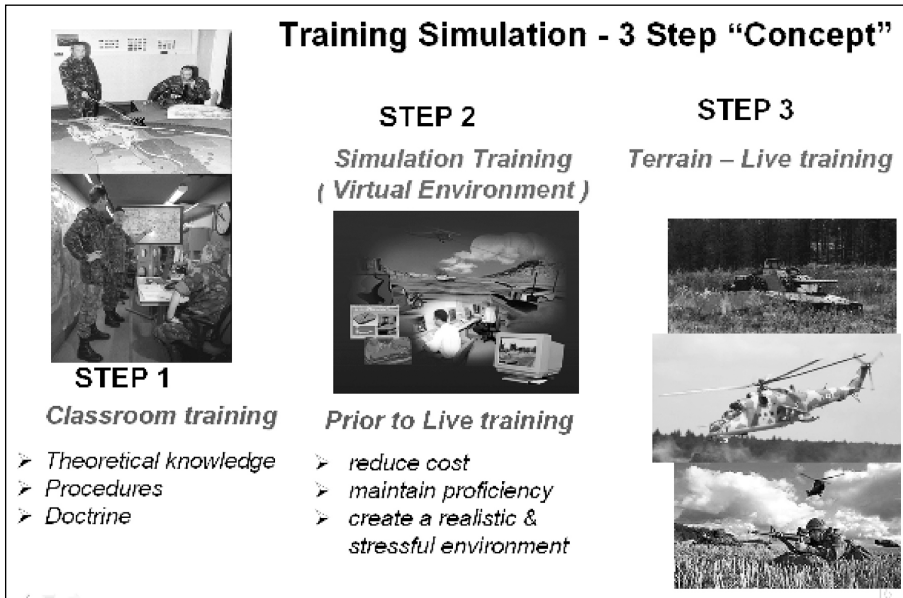 Training Simulation - 3 Step “Concept”
STEP 1
Classroom training
➢ Theoretical knowledge
➢ Procedures
➢ Doctrine
STEP 2
Simulation Training
( Virtual Environment )
Prior to Live training
➢ reduce cost
➢ maintain proficiency
➢ create a realistic &
stressful environment
STEP 3
Terrain – Live training
16